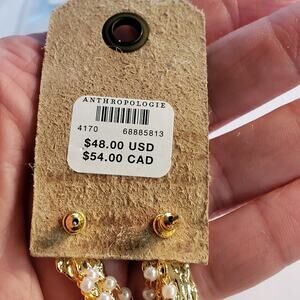 ANTHROPOLOGIE
4170 68885813
$48.00 USD
$54.00 CAD